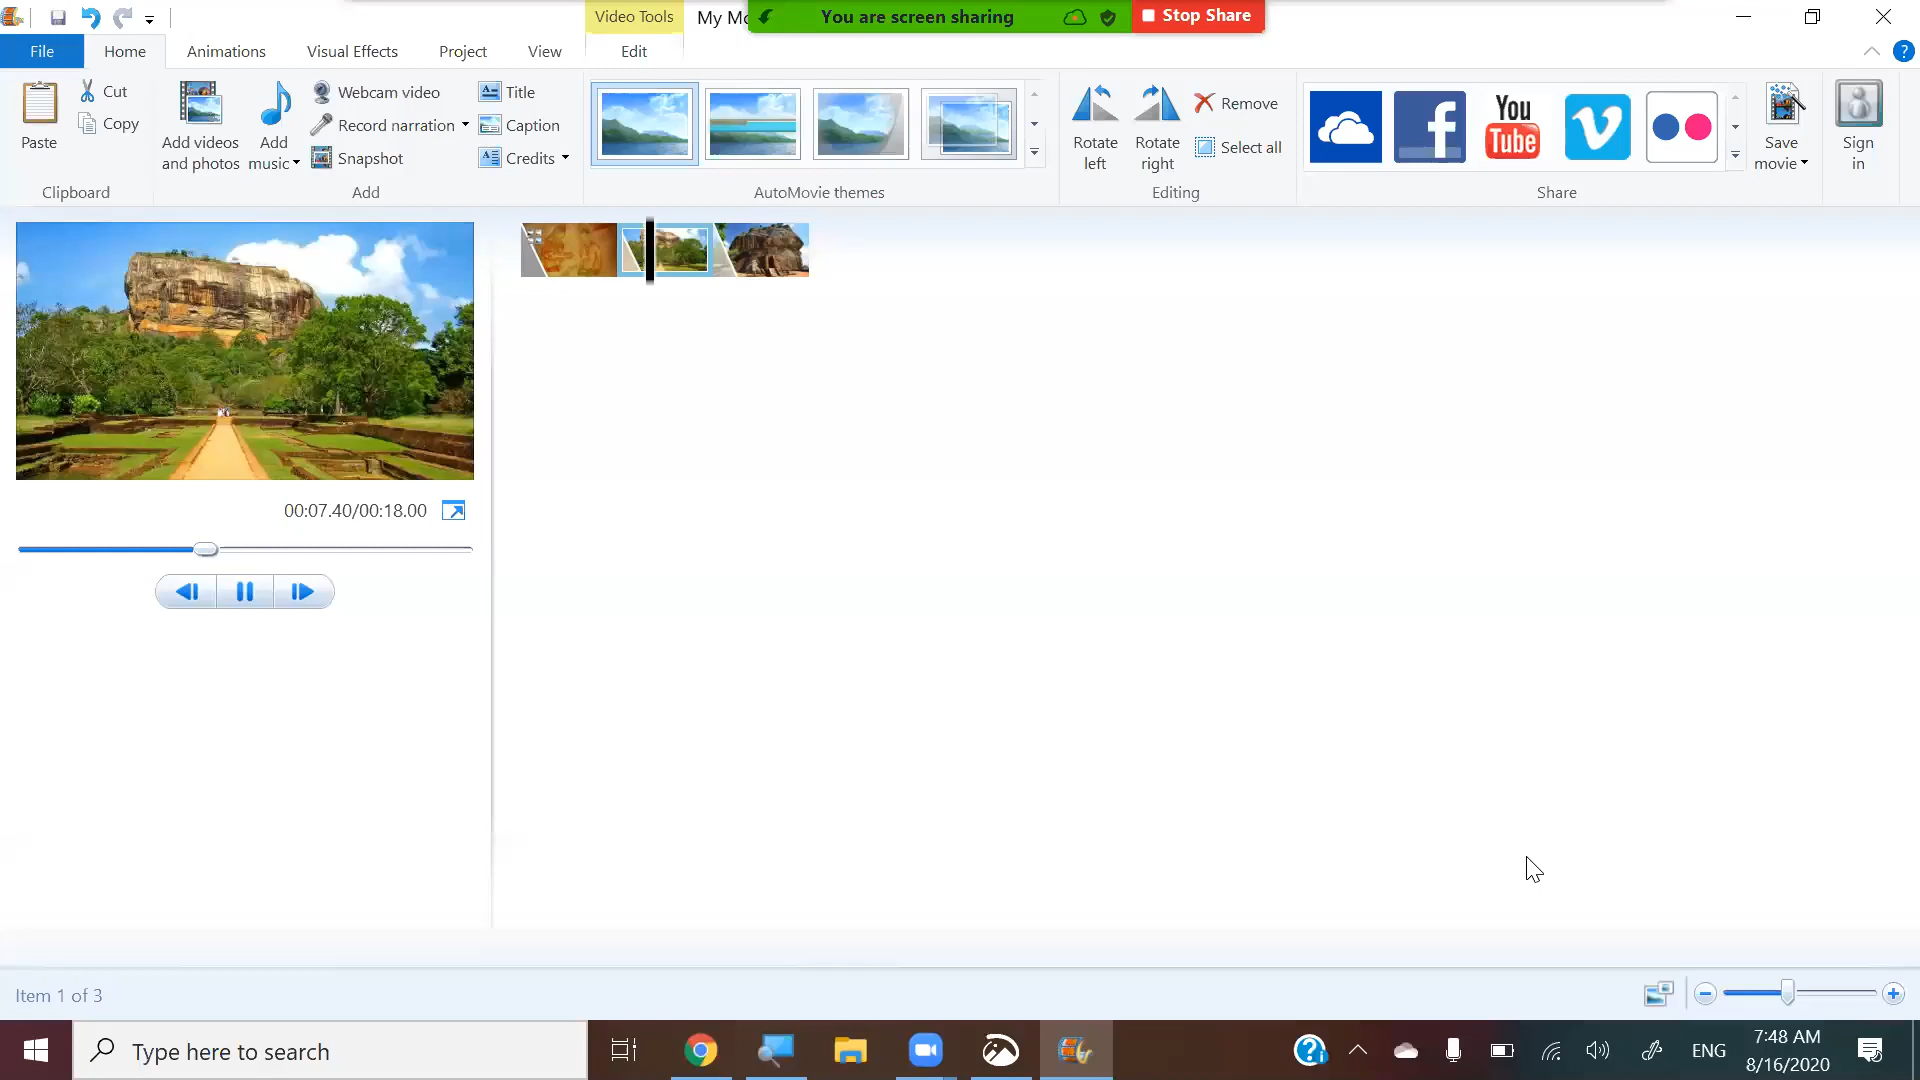 Video Tools
My Mo
You are screen sharing
Stop Share
File
Home
Animations
Visual Effects
Project
View
Edit
Paste
Cut
Copy
Clipboard
Add videos
and photos
Add
music
Webcam video
Record narration
Snapshot
Title
Caption
Credits
Add
AutoMovie themes
Rotate
left
Rotate
right
Remove
Select all
Editing
You
Tube
Share
Save
movie
Sign
in
00:07.40/00:18.00
Item 1 of 3
Type here to search
ENG
7:48 AM
8/16/2020